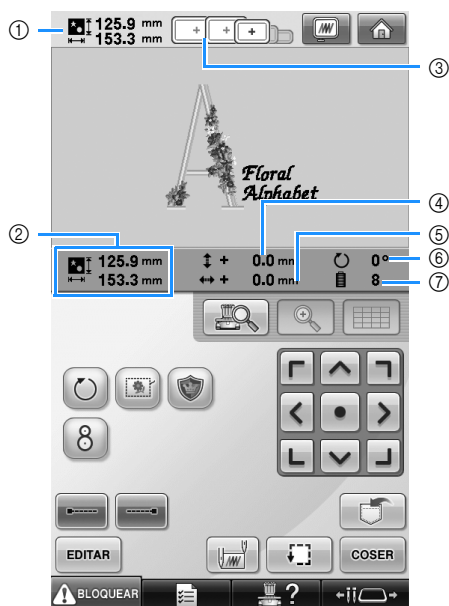 ① 125.9 mm
153.3 mm
③
Floral
Alphabet
④
② ⑤
125.9 mm + 0.0 mm 0° ⑥
153.3 mm + 0.0 mm 8 ⑦
8
EDITAR COSER
BLOQUEAR ?